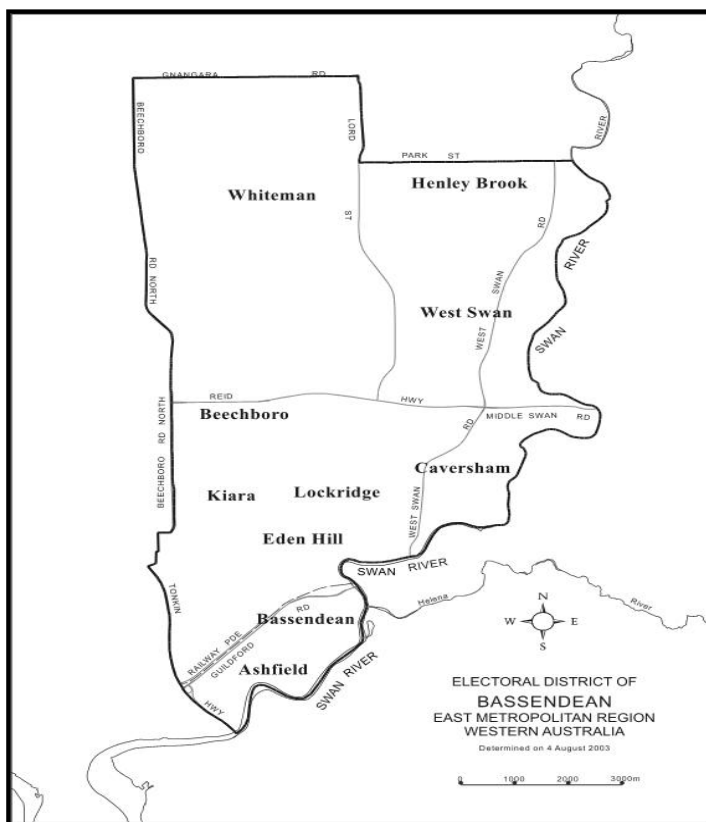 GNANGARA RD
BEECHBORO
LORD
RIVER
PARK ST
Whiteman
Henley Brook
ST
RD
RIVER
RD NORTH
SWAN
West Swan
WEST
SWAN
REID HWY
Beechboro
MIDDLE SWAN RD
RD
BEECHBORO RD NORTH
Caversham
Kiara
Lockridge
WEST SWAN
Eden Hill
SWAN RIVER
TONKIN
Helena River
N
W E
S
RD
Bassendean
RAILWAY PDE
GUILDFORD
Ashfield
SWAN RIVER
HWY
ELECTORAL DISTRICT OF
BASSENDEAN
EAST METROPOLITAN REGION
WESTERN AUSTRALIA
Determined on 4 August 2003
0 1000 2000 3000m